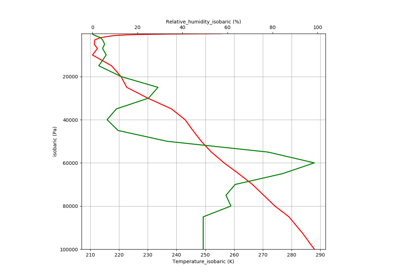 Relative_humidity_isobaric (%)
0 20 40 60 80 100
20000
40000
60000
80000
100000
Isobaric (Pa)
210 220 230 240 250 260 270 280 290
Temperature_isobaric (K)